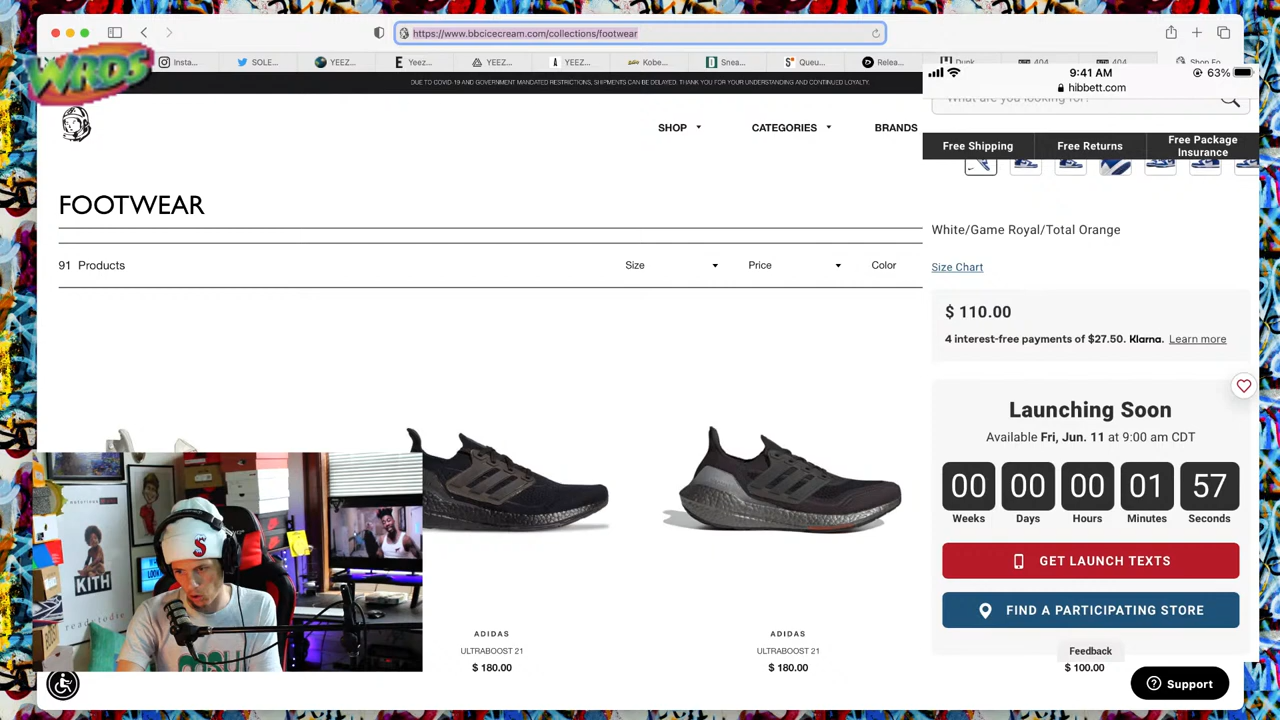 WRDS
https://www.bbcicecream.com/collections/footwear
Insta...
SOLE...
YEEZ...
Yeez...
YEEZ...
YEEZ...
Kobe...
Snea...
Queu...
Relea...
Dunk
404
404
Shop Fo
DUE TO COVID-19 AND GOVERNMENT MANDATED RESTRICTIONS, SHIPMENTS CAN BE DELAYED. THANK YOU FOR YOUR UNDERSTANDING AND CONTINUED LOYALTY.
SHOP
CATEGORIES
BRANDS
FOOTWEAR
91 Products
Size
Price
Color
ADIDAS
ULTRABOOST 21
$ 180.00
ADIDAS
ULTRABOOST 21
$ 180.00
$ 100.00
Support
9:41 AM
63%
hibbett.com
What are you looking for?
Free Shipping
Free Returns
Free Package
Insurance
White/Game Royal/Total Orange
Size Chart
$ 110.00
4 interest-free payments of $27.50. Klarna. Learn more
Launching Soon
Available Fri, Jun. 11 at 9:00 am CDT
00 00 00 01 57
Weeks Days Hours Minutes Seconds
GET LAUNCH TEXTS
FIND A PARTICIPATING STORE
Feedback
KITH
readytodie
S